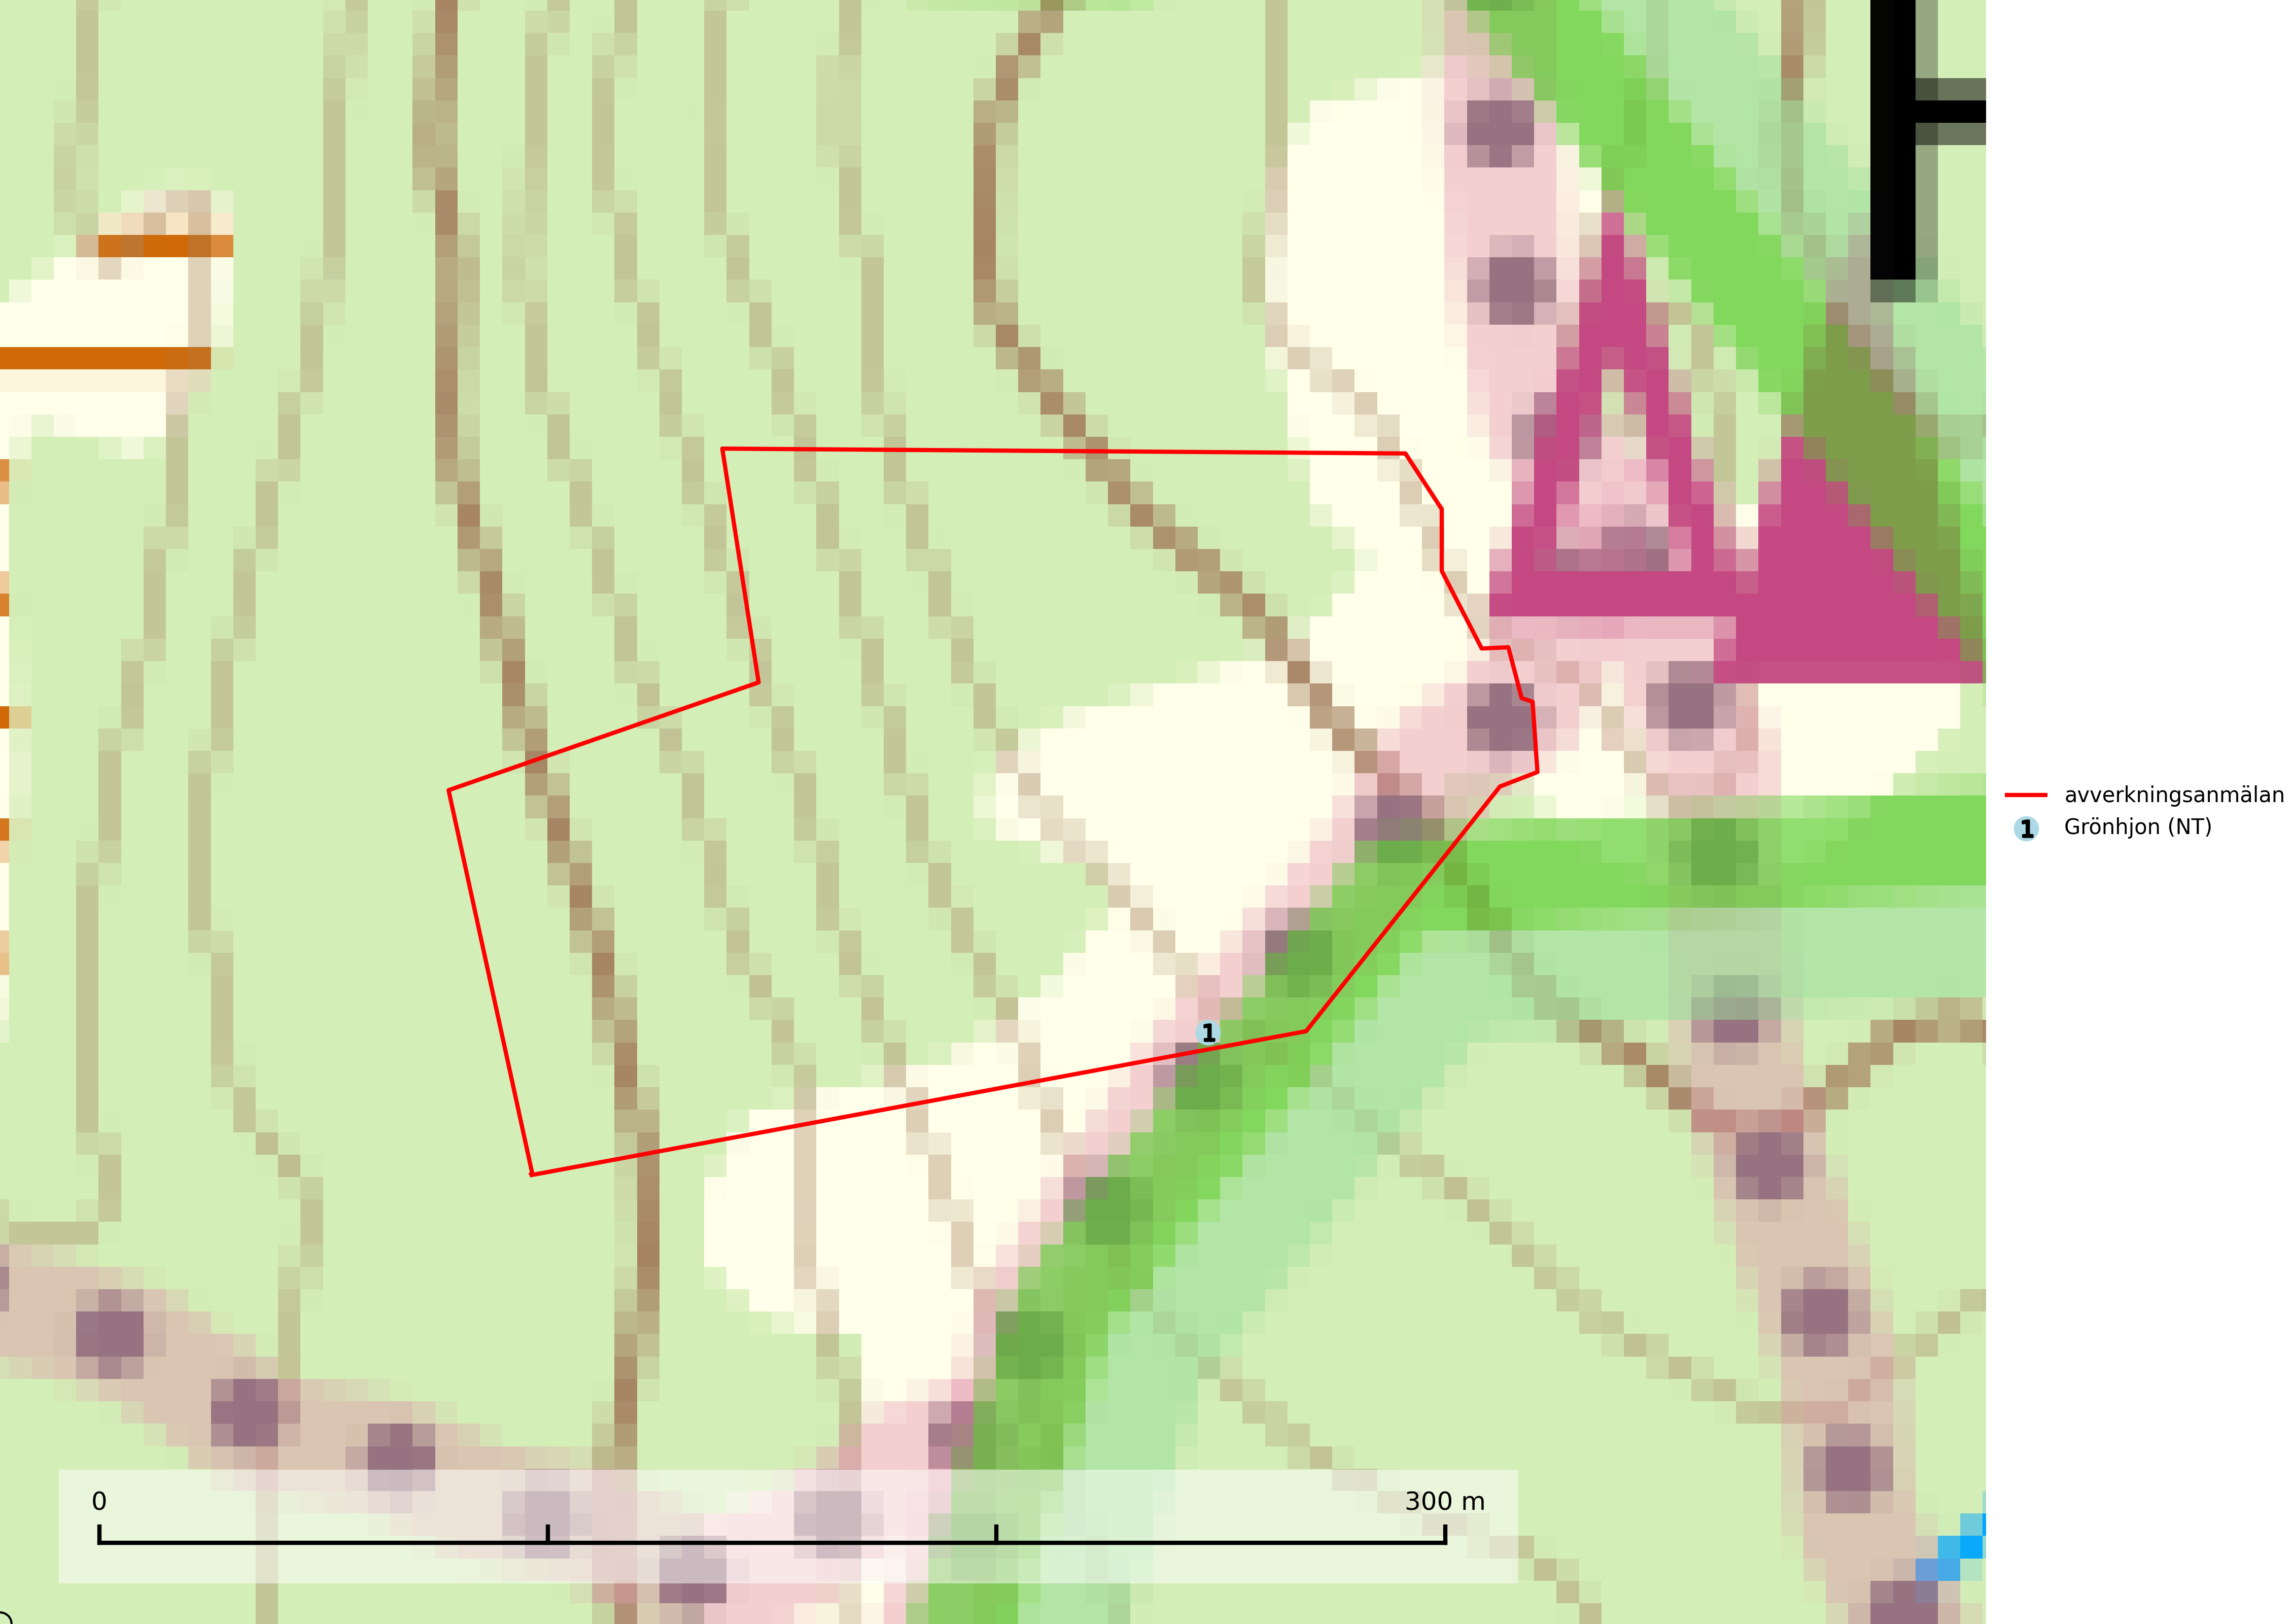 avverkningsanmälan
1 Grönhjon (NT)
1
0 300 m